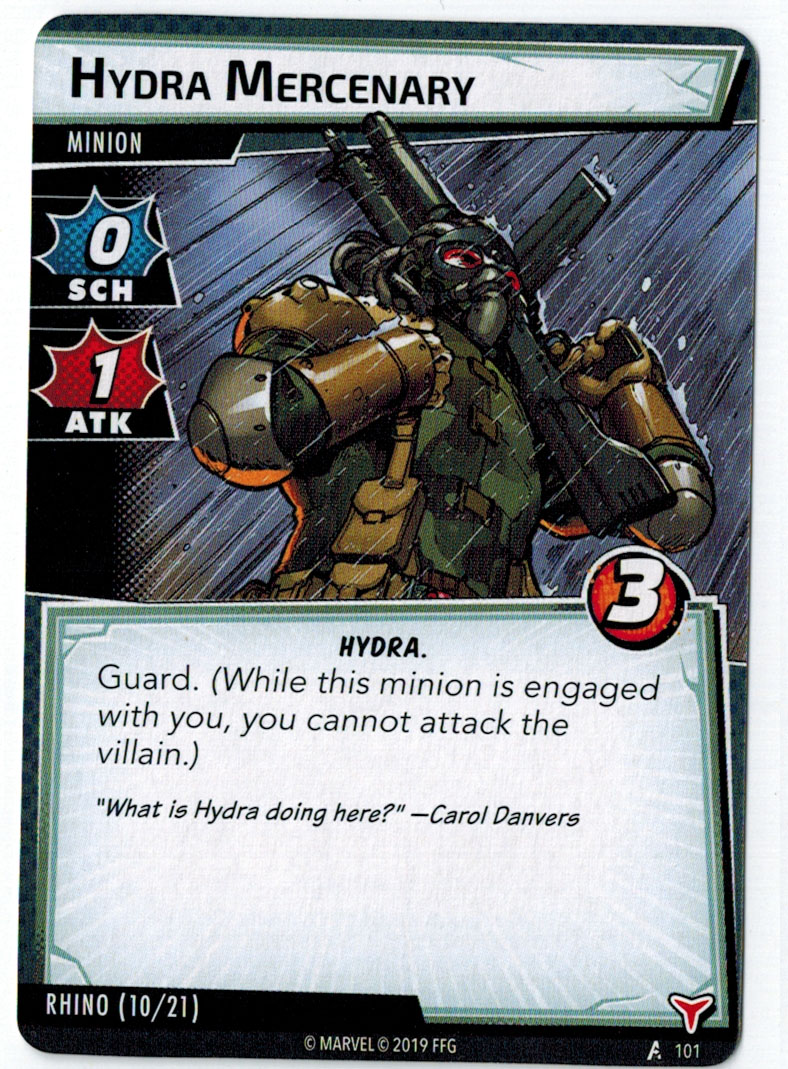 HYDRA MERCENARY
MINION
0
SCH
1
ATK
3
HYDRA.
Guard. (While this minion is engaged
with you, you cannot attack the
villain.)
"What is Hydra doing here?" —Carol Danvers
RHINO (10/21)
© MARVEL © 2019 FFG
101